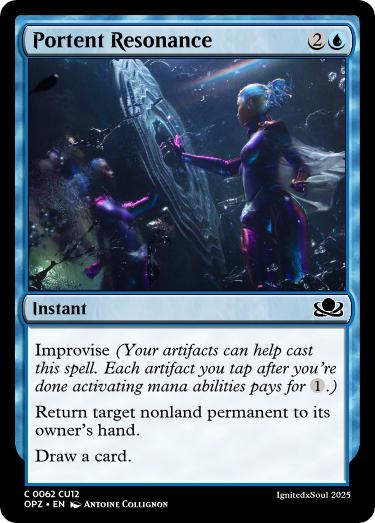 Portent Resonance 2
Instant
Improvise (Your artifacts can help cast
this spell. Each artifact you tap after you're
done activating mana abilities pays for 1.)
Return target nonland permanent to its
owner's hand.
Draw a card.
C 0062 CU12
OPZ • EN Antoine Collignon
IgnitedxSoul 2025